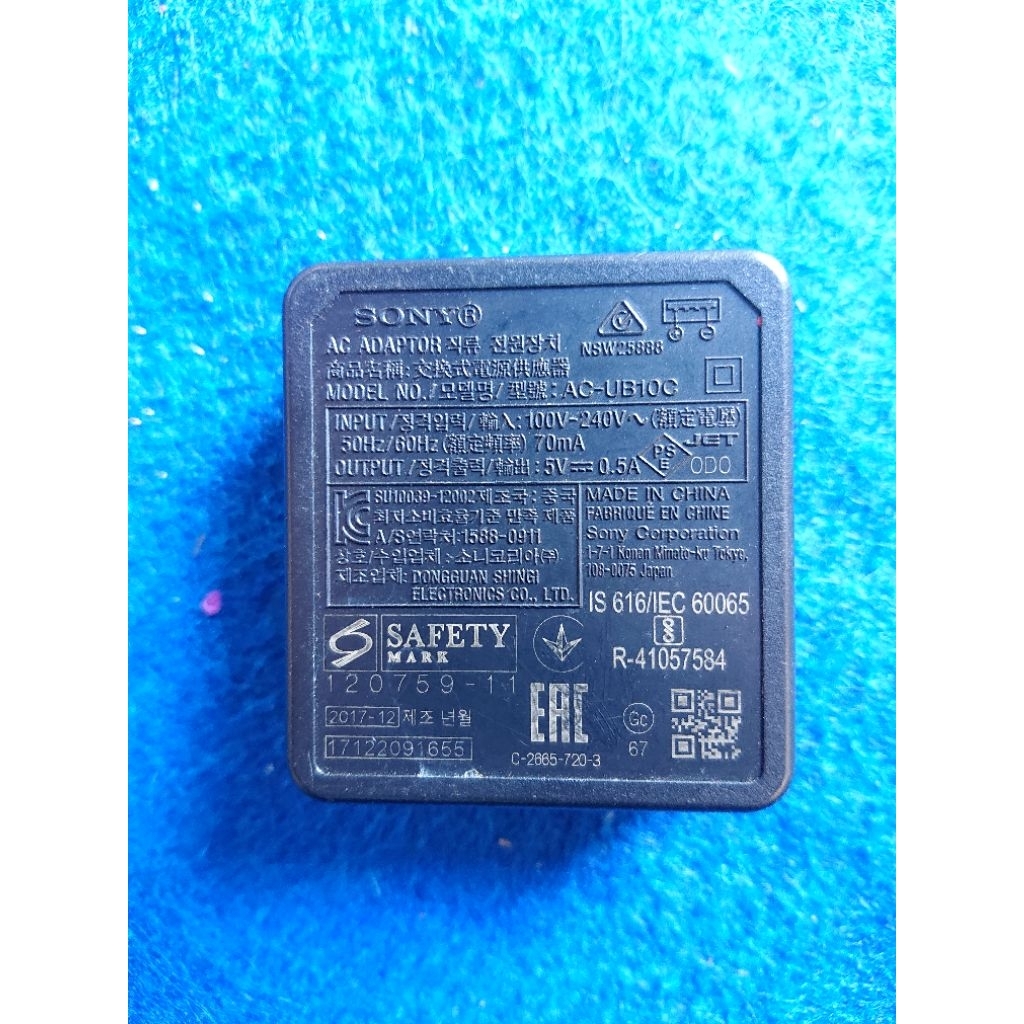 SONY®
AC ADAPTOR 직류 전원장치
NSW25888
商品名稱: 交換式電源供應器
MODEL NO./모델명/型號: AC-UB10C
INPUT/정격입력/輸入: 100V~240V~(額定電壓)
50Hz/60Hz(額定頻率) 70mA
OUTPUT/정격출력/輸出: 5V⎓0.5A
PS
E
JET
ODO
SU10039-12002 제조국: 중국
최저소비효율기준 만족 제품
A/S연락처:1588-0911
상호/수입업체 : 소니코리아(주)
제조업체: DONGGUAN SHINGI
ELECTRONICS CO., LTD.
MADE IN CHINA
FABRIQUÉ EN CHINE
Sony Corporation
1-7-1 Konan Minato-ku Tokyo,
108-0075 Japan
IS 616/IEC 60065
R-41057584
SAFETY
MARK
120759-11
2017-12 제조 년월
17122091655
EAC
C-2665-720-3
Gc
67